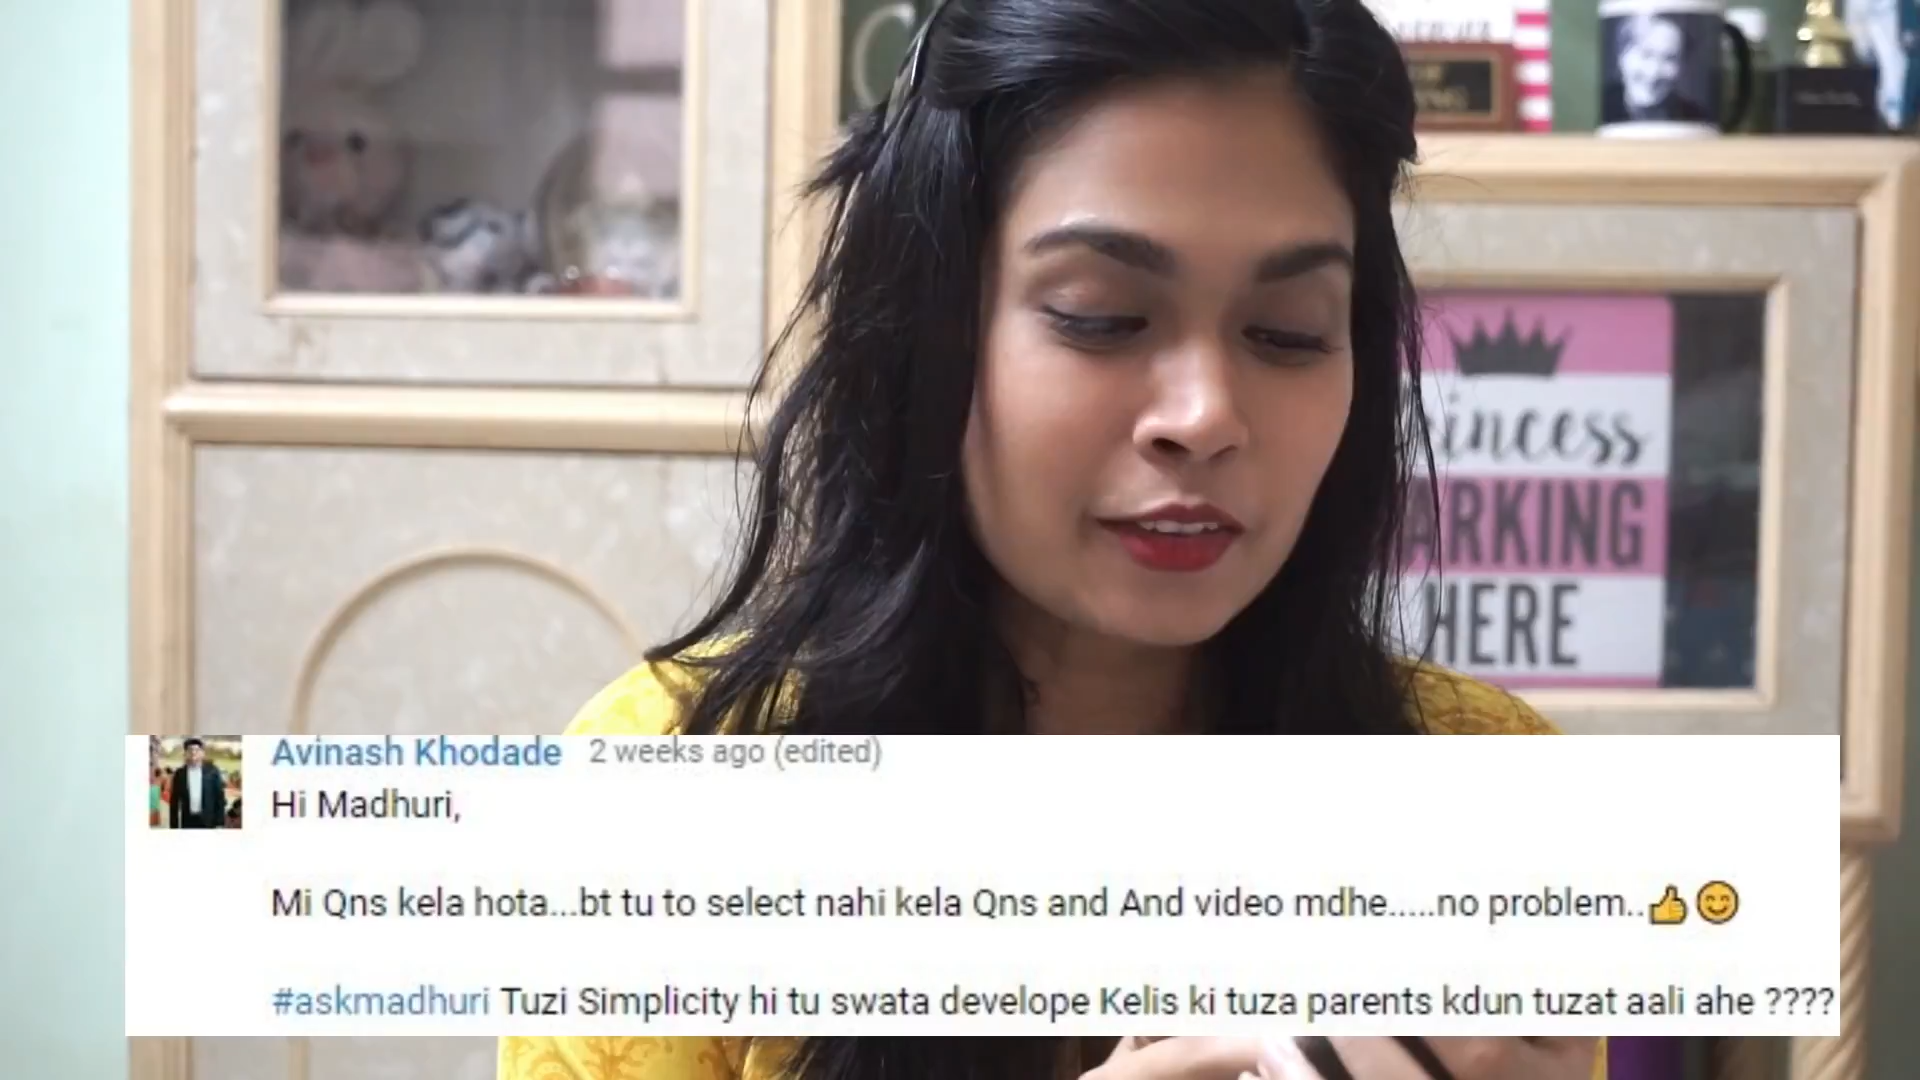 C
HERE
ARKING
incess
Avinash Khodade 2 weeks ago (edited)
Hi Madhuri,
Mi Qns kela hota...bt tu to select nahi kela Qns and And video mdhe.....no problem..👍😊
#askmadhuri Tuzi Simplicity hi tu swata develope Kelis ki tuza parents kdun tuzat aali ahe ????